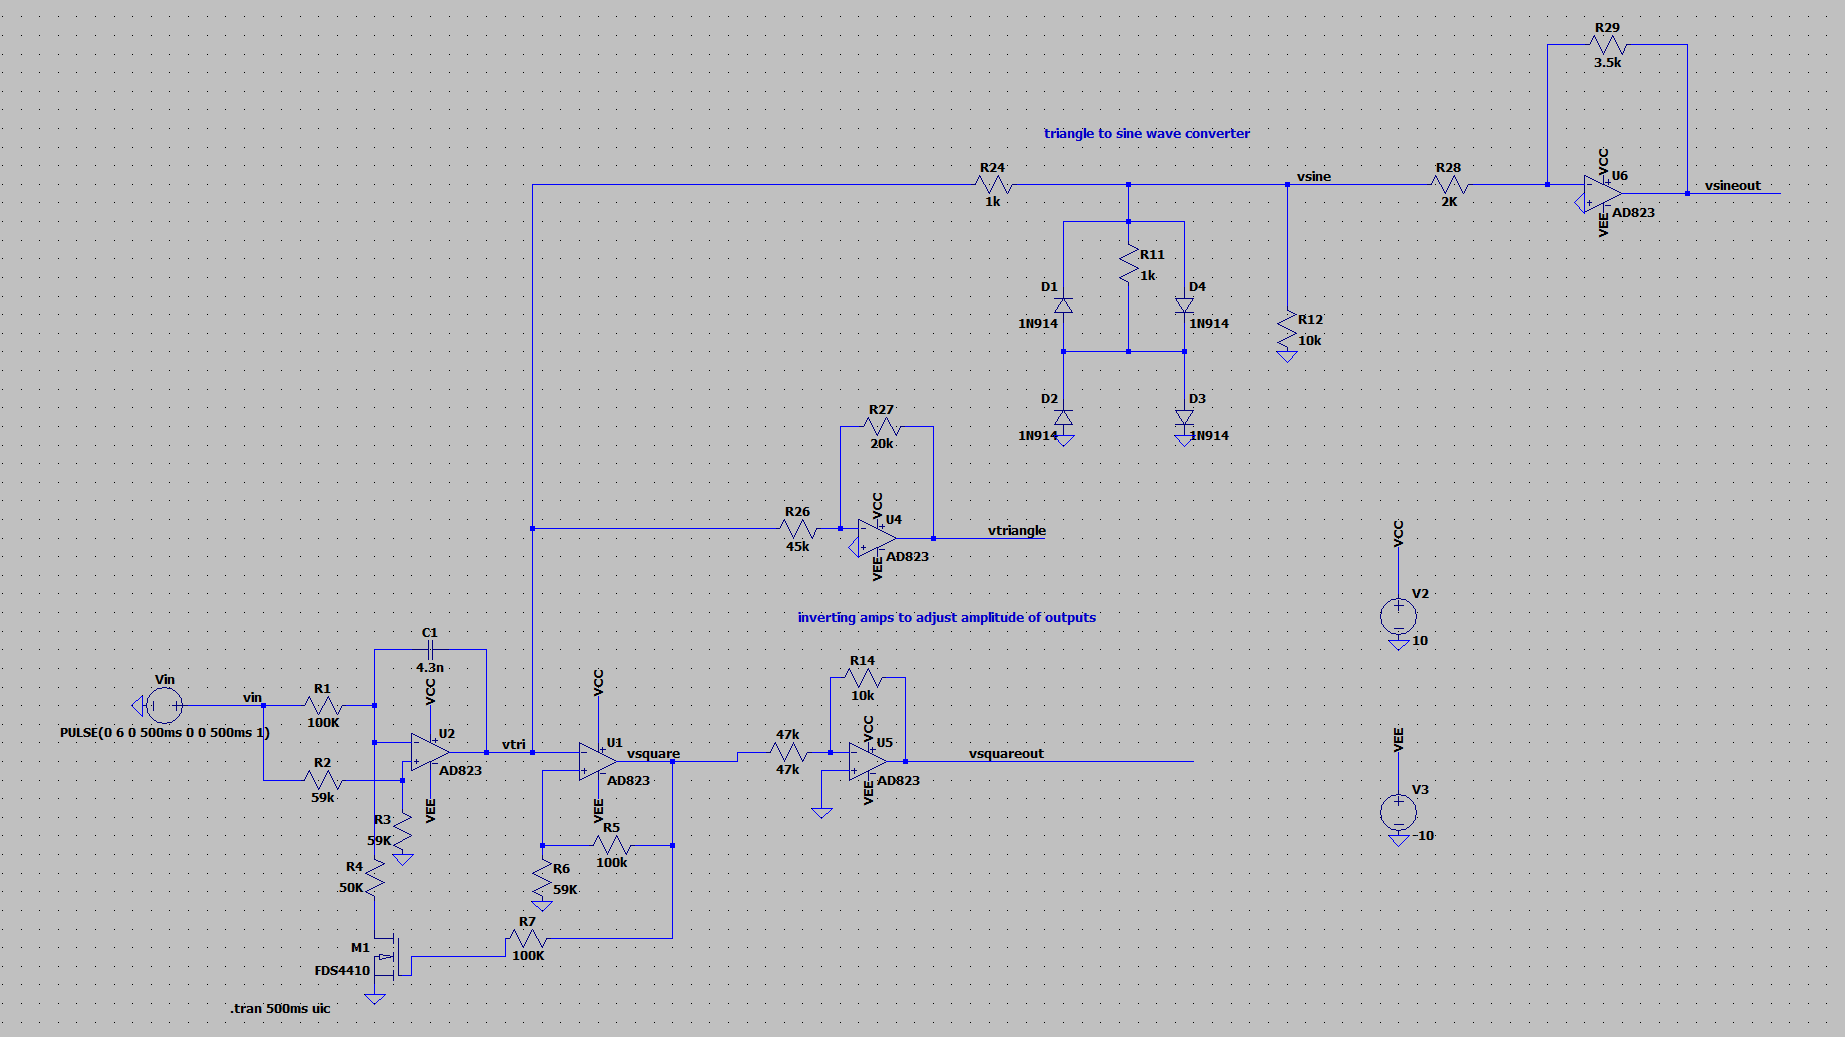 R29
3.5k
triangle to sine wave converter
R24
1k
vsine
R28
2K
VCC
U6
vsineout
AD823
VEE
R11
1k
D1
1N914
D4
1N914
R12
10k
D2
1N914
D3
1N914
R27
20k
R26
45k
VCC
U4
AD823
VEE
vtriangle
VCC
V2
10
inverting amps to adjust amplitude of outputs
C1
4.3n
Vin
vin
PULSE(0 6 0 500ms 0 0 500ms 1)
R1
100K
VCC
U2
AD823
VEE
vtri
R2
59k
R3
59K
R4
50K
VCC
U1
AD823
VEE
vsquare
R5
100k
R6
59K
R7
100K
M1
FDS4410
47k
47k
R14
10k
VCC
U5
AD823
VEE
vsquareout
VEE
V3
-10
.tran 500ms uic